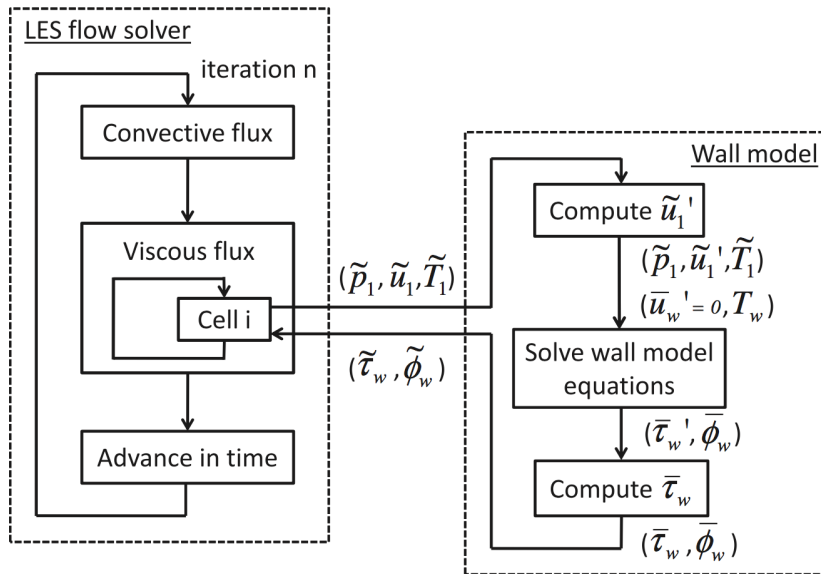 LES flow solver
iteration n
Convective flux
Viscous flux
Cell i
Advance in time
(p̃₁, ũ₁, T̃₁)
(τ̃_w, ϕ̃_w)
Wall model
Compute ũ₁'
(p̃₁, ũ₁', T̃₁)
(u̅_w' = 0, T_w)
Solve wall model
equations
(τ̅_w', ϕ̅_w)
Compute τ̅_w
(τ̅_w, ϕ̅_w)